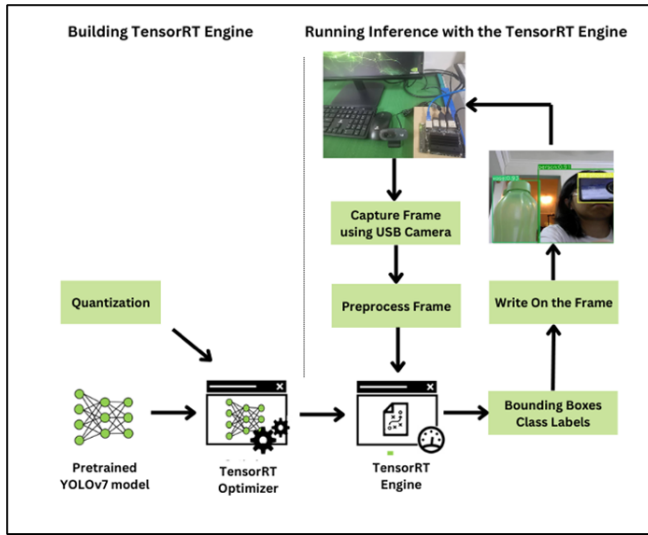 Building TensorRT Engine
Running Inference with the TensorRT Engine
Capture Frame
using USB Camera
Quantization
Preprocess Frame
Write On the Frame
Bounding Boxes
Class Labels
Pretrained
YOLOv7 model
TensorRT
Optimizer
TensorRT
Engine